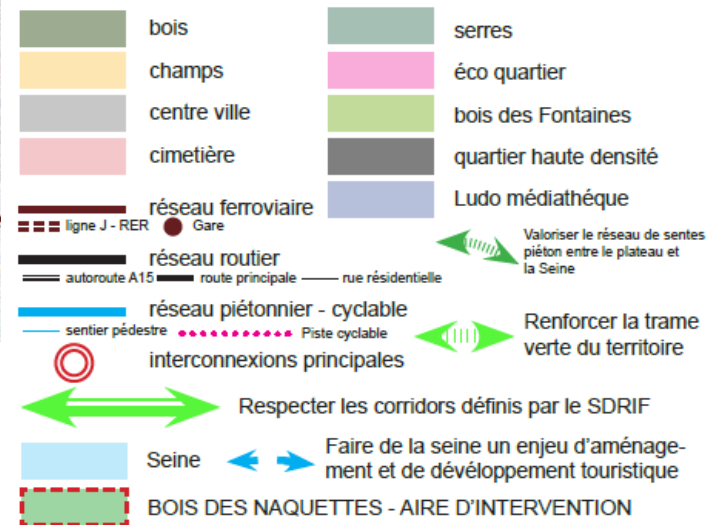 bois
serres
champs
éco quartier
centre ville
bois des Fontaines
cimetière
quartier haute densité
Ludo médiathéque
réseau ferroviaire
ligne J - RER
Gare
Valoriser le réseau de sentes
piéton entre le plateau et
la Seine
réseau routier
autoroute A15
route principale
rue résidentielle
réseau piétonnier - cyclable
sentier pédestre
Piste cyclable
Renforcer la trame
verte du territoire
interconnexions principales
Respecter les corridors définis par le SDRIF
Seine
Faire de la seine un enjeu d'aménage-
ment et de dévéloppement touristique
BOIS DES NAQUETTES - AIRE D'INTERVENTION